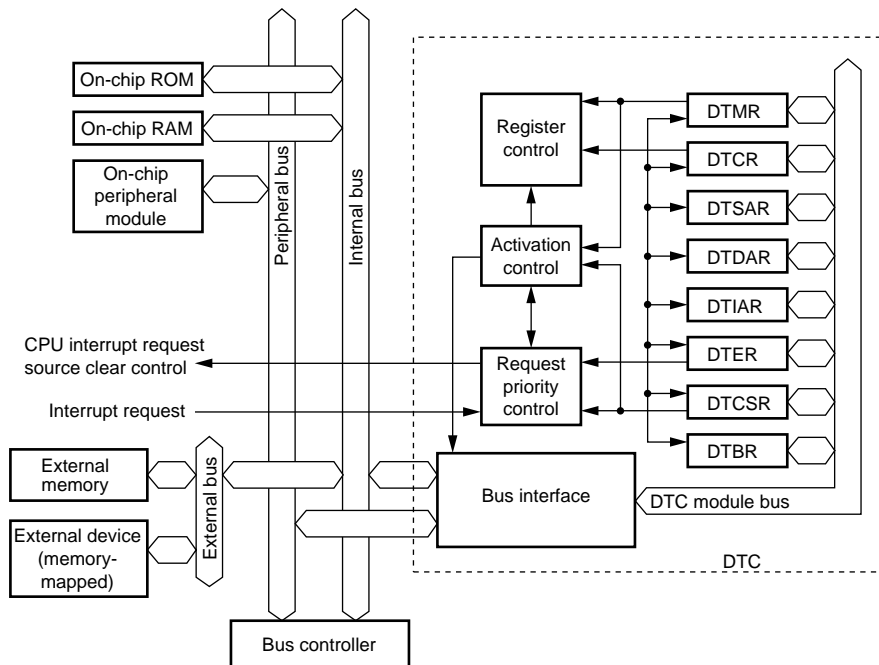 On-chip ROM
On-chip RAM
On-chip
peripheral
module
Peripheral bus
Internal bus
CPU interrupt request
source clear control
Interrupt request
External
memory
External device
(memory-
mapped)
External bus
Bus controller
Register
control
Activation
control
Request
priority
control
Bus interface
DTMR
DTCR
DTSAR
DTDAR
DTIAR
DTER
DTCSR
DTBR
DTC module bus
DTC